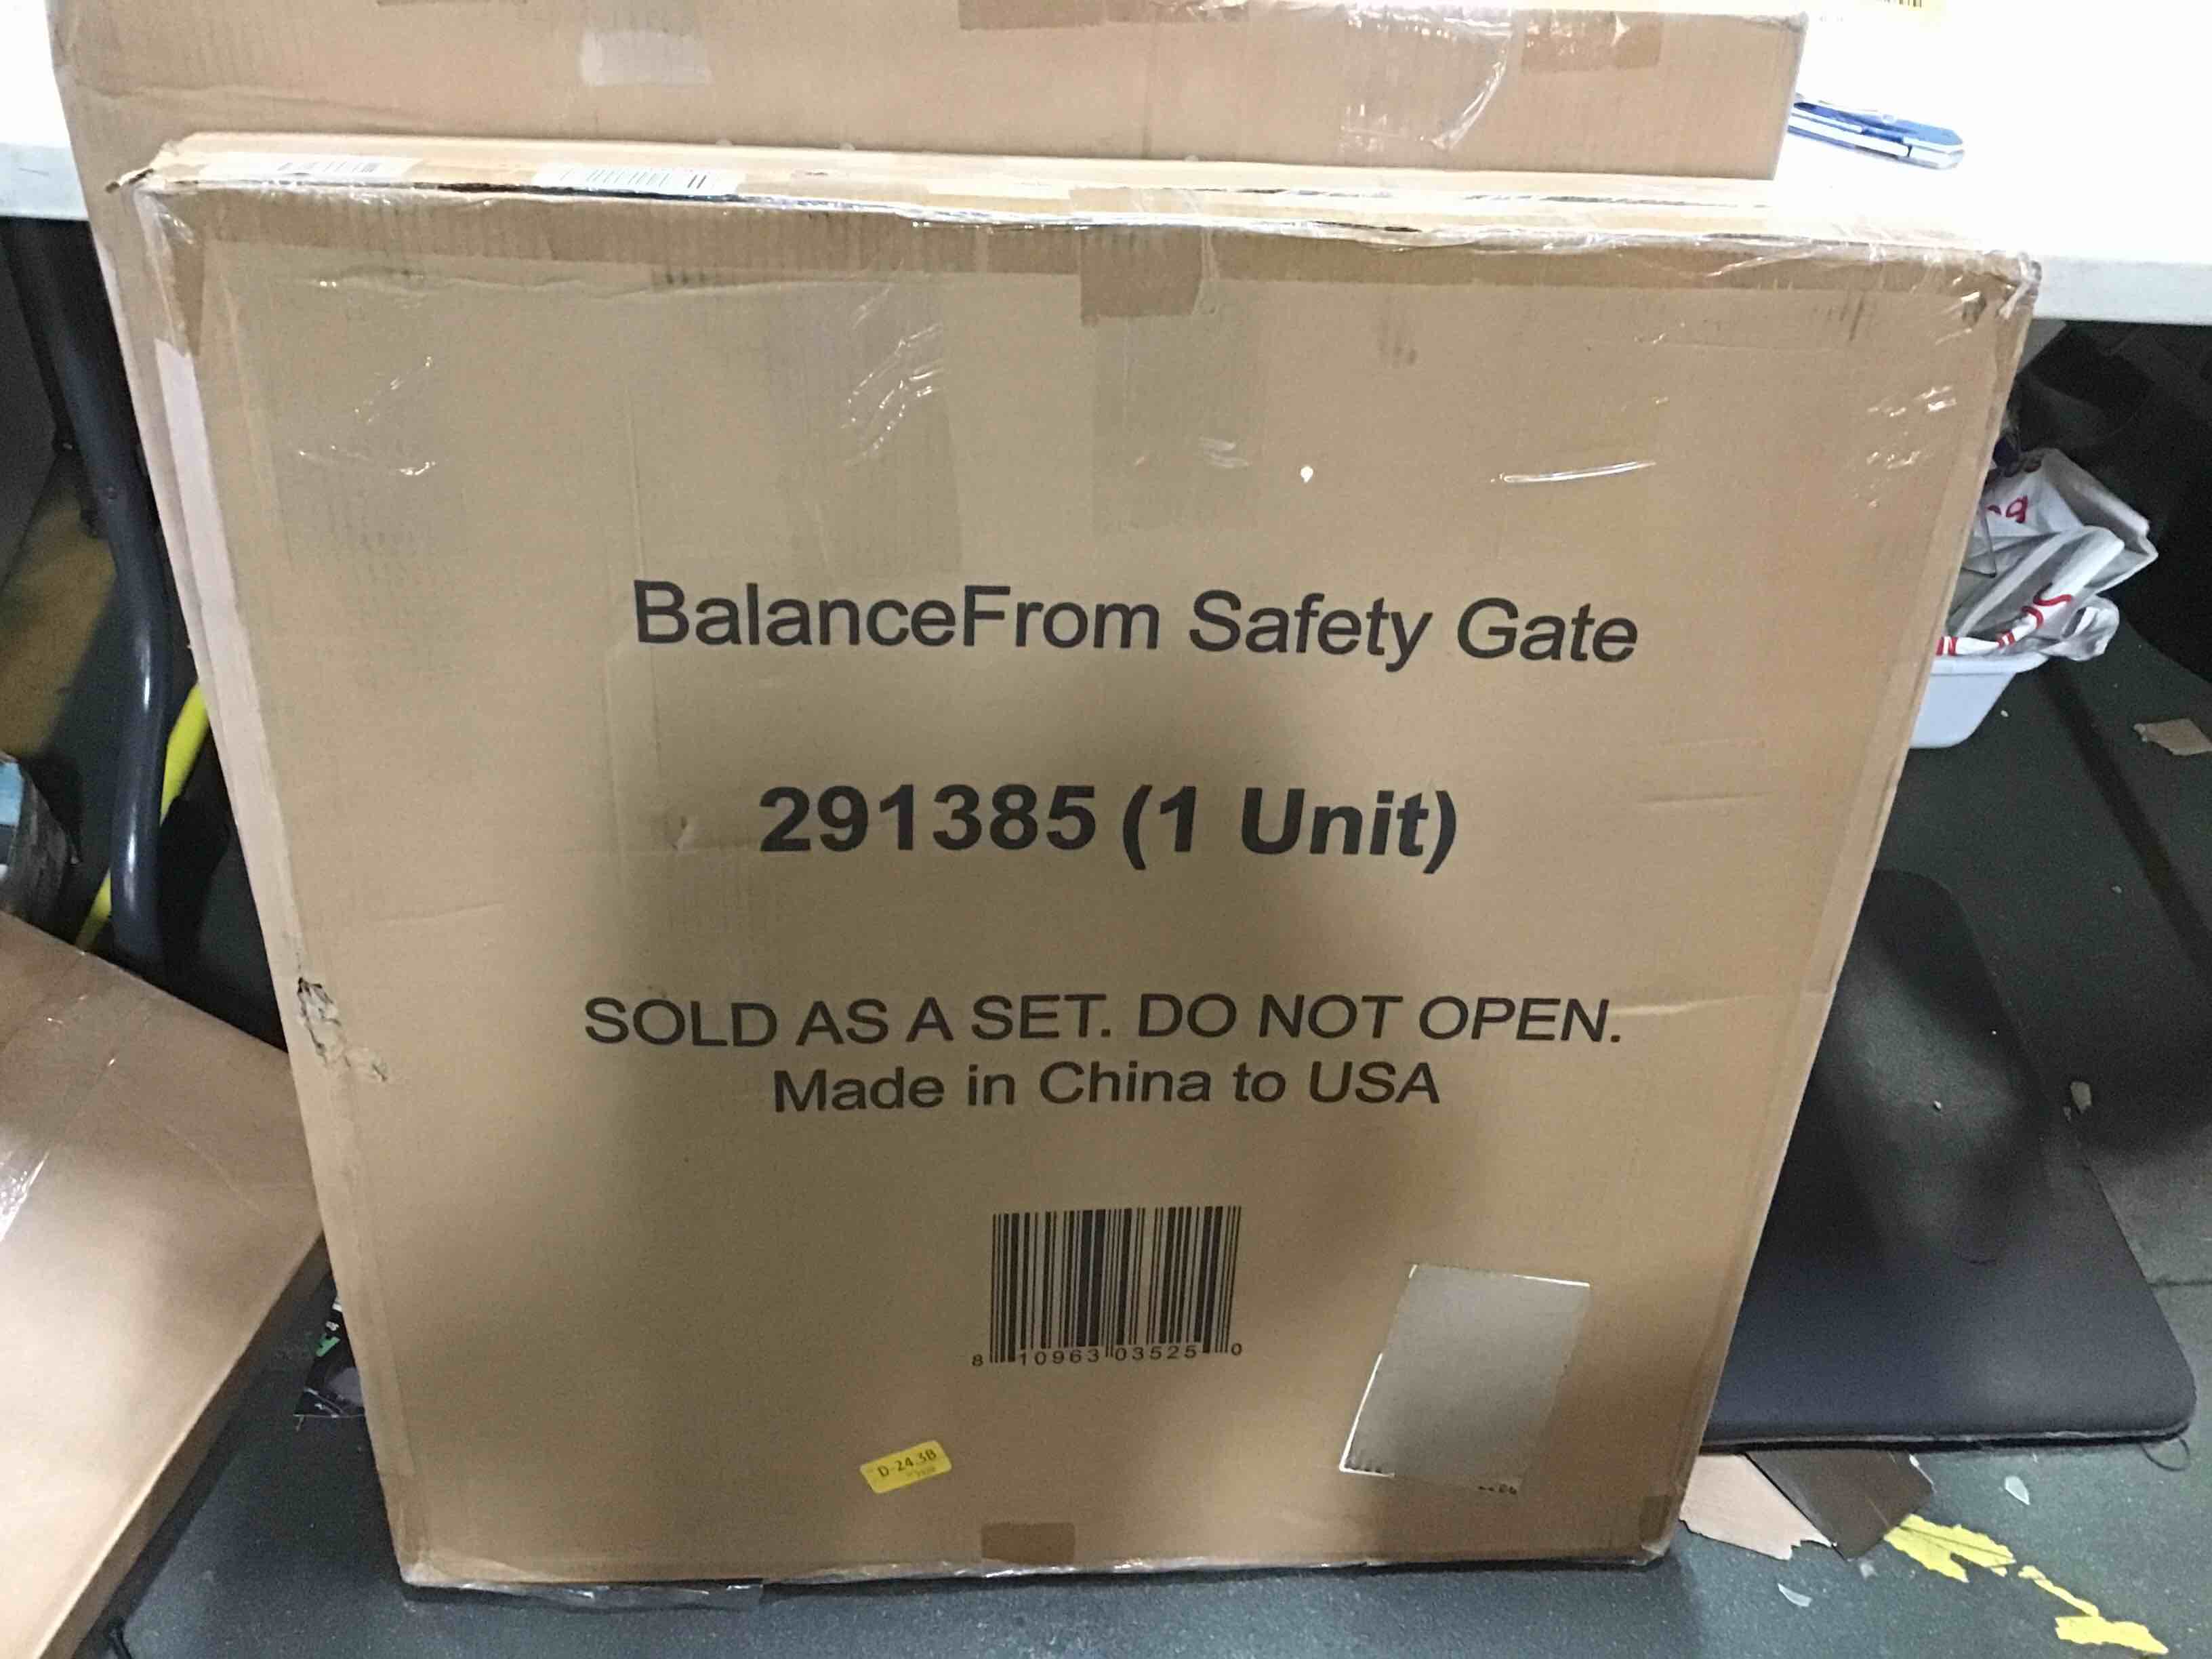 BalanceFrom Safety Gate
291385 (1 Unit)
SOLD AS A SET. DO NOT OPEN.
Made in China to USA
8 10963 03525 0
D-24.3B